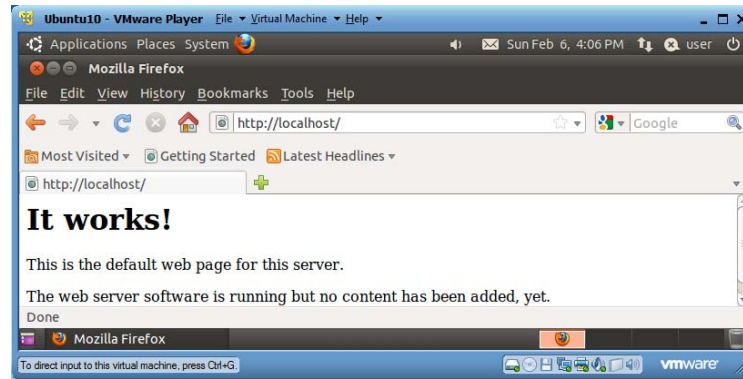 Ubuntu10 - VMware Player File Virtual Machine Help
Applications Places System Sun Feb 6, 4:06 PM user
Mozilla Firefox
File Edit View History Bookmarks Tools Help
http://localhost/ Google
Most Visited Getting Started Latest Headlines
http://localhost/
It works!
This is the default web page for this server.
The web server software is running but no content has been added, yet.
Done
Mozilla Firefox
To direct input to this virtual machine, press Ctrl+G. vmware